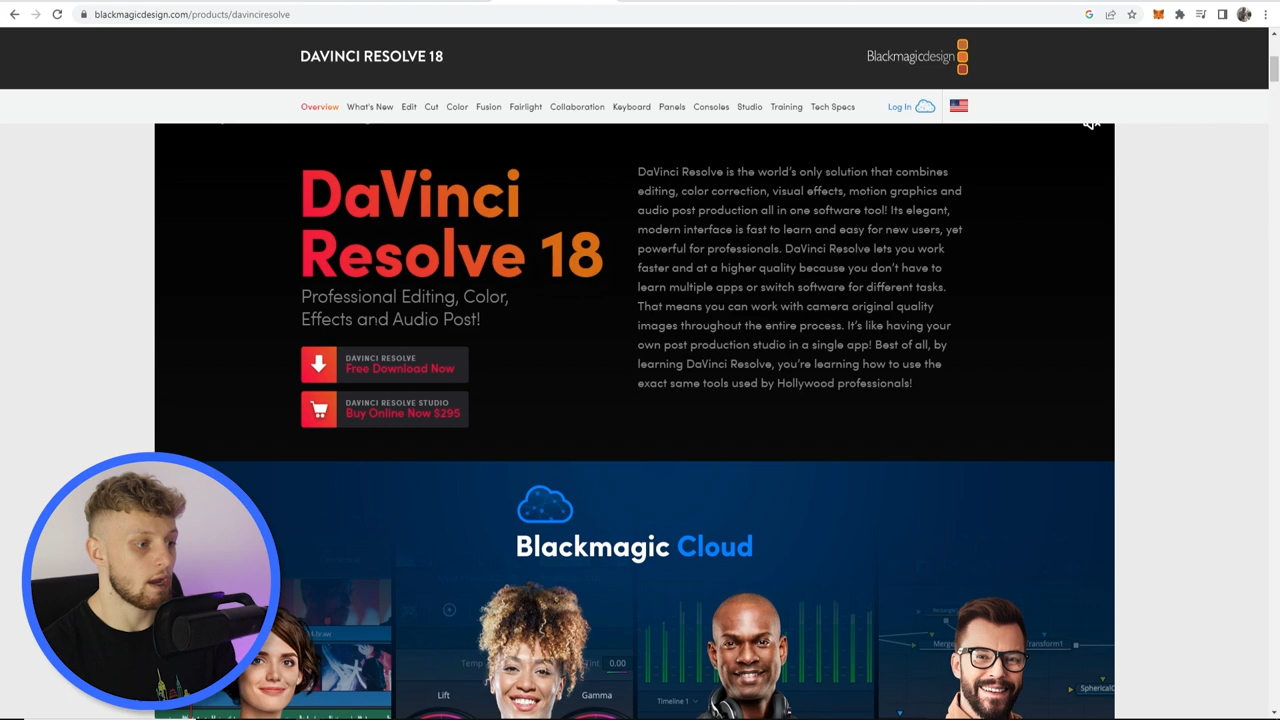 blackmagicdesign.com/products/davinciresolve
DAVINCI RESOLVE 18
Blackmagicdesign
Overview What's New Edit Cut Color Fusion Fairlight Collaboration Keyboard Panels Consoles Studio Training Tech Specs Log In
DaVinci
Resolve 18
Professional Editing, Color,
Effects and Audio Post!
DAVINCI RESOLVE
Free Download Now
DAVINCI RESOLVE STUDIO
Buy Online Now $295
DaVinci Resolve is the world's only solution that combines
editing, color correction, visual effects, motion graphics and
audio post production all in one software tool! Its elegant,
modern interface is fast to learn and easy for new users, yet
powerful for professionals. DaVinci Resolve lets you work
faster and at a higher quality because you don't have to
learn multiple apps or switch software for different tasks.
That means you can work with camera original quality
images throughout the entire process. It's like having your
own post production studio in a single app! Best of all, by
learning DaVinci Resolve, you're learning how to use the
exact same tools used by Hollywood professionals!
Blackmagic Cloud
Temp
Tint 0.00
Lift
Gamma
Timeline 1
Merge
Transform1